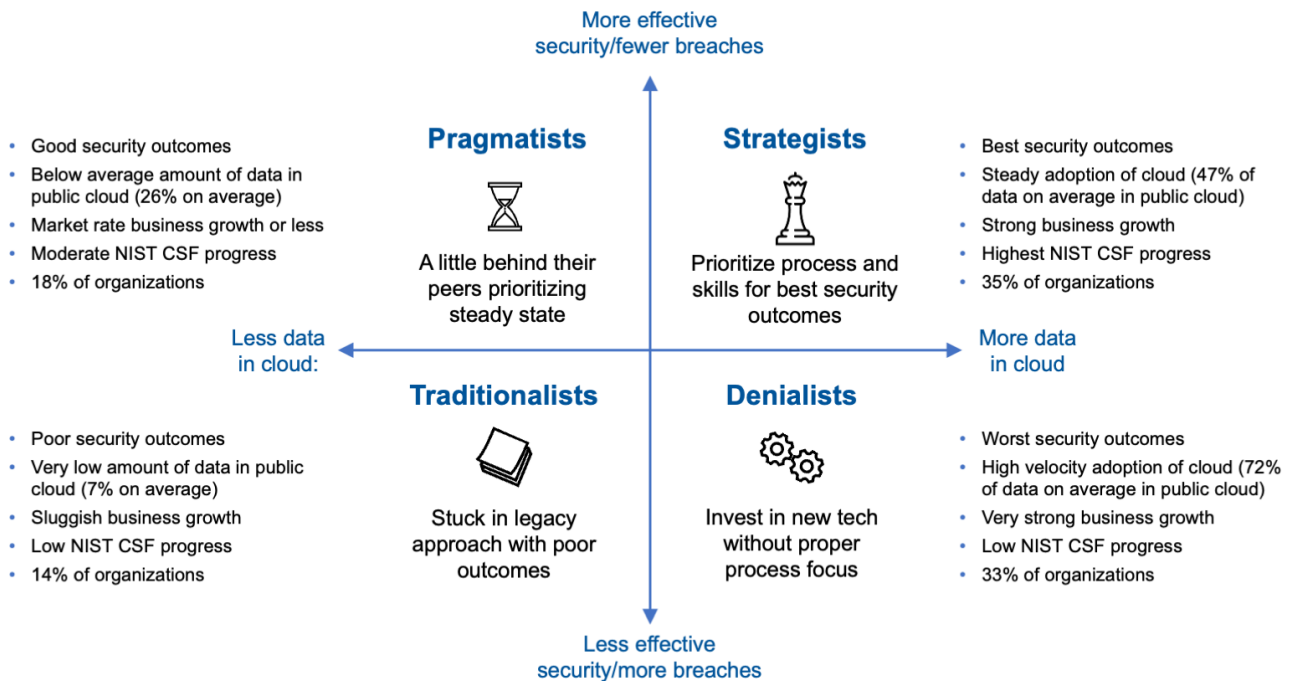 More effective
security/fewer breaches
Pragmatists
• Good security outcomes
• Below average amount of data in
public cloud (26% on average)
• Market rate business growth or less
• Moderate NIST CSF progress
• 18% of organizations
A little behind their
peers prioritizing
steady state
Strategists
Prioritize process and
skills for best security
outcomes
• Best security outcomes
• Steady adoption of cloud (47% of
data on average in public cloud)
• Strong business growth
• Highest NIST CSF progress
• 35% of organizations
Less data
in cloud:
More data
in cloud
Traditionalists
• Poor security outcomes
• Very low amount of data in public
cloud (7% on average)
• Sluggish business growth
• Low NIST CSF progress
• 14% of organizations
Stuck in legacy
approach with poor
outcomes
Denialists
Invest in new tech
without proper
process focus
• Worst security outcomes
• High velocity adoption of cloud (72%
of data on average in public cloud)
• Very strong business growth
• Low NIST CSF progress
• 33% of organizations
Less effective
security/more breaches